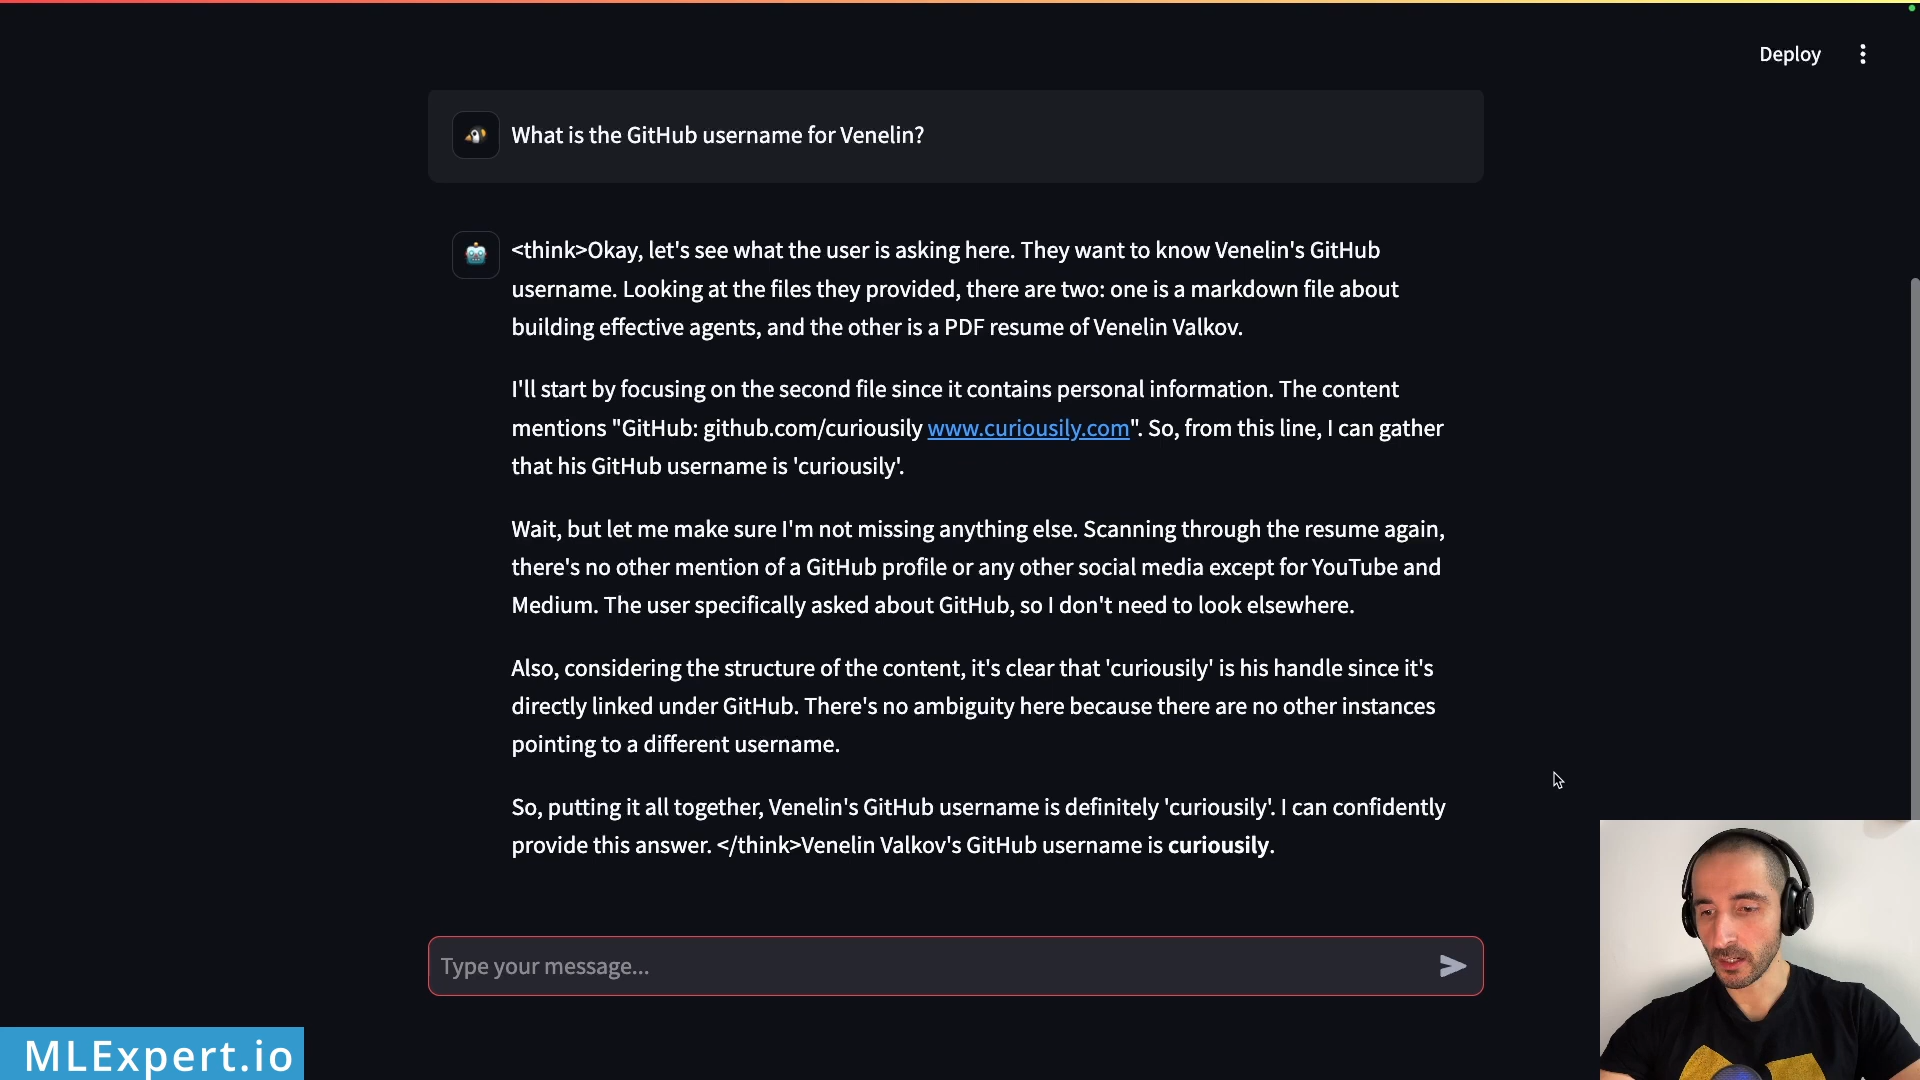 Deploy
What is the GitHub username for Venelin?
<think>Okay, let's see what the user is asking here. They want to know Venelin's GitHub
username. Looking at the files they provided, there are two: one is a markdown file about
building effective agents, and the other is a PDF resume of Venelin Valkov.
I'll start by focusing on the second file since it contains personal information. The content
mentions "GitHub: github.com/curiousily www.curiousily.com". So, from this line, I can gather
that his GitHub username is 'curiousily'.
Wait, but let me make sure I'm not missing anything else. Scanning through the resume again,
there's no other mention of a GitHub profile or any other social media except for YouTube and
Medium. The user specifically asked about GitHub, so I don't need to look elsewhere.
Also, considering the structure of the content, it's clear that 'curiousily' is his handle since it's
directly linked under GitHub. There's no ambiguity here because there are no other instances
pointing to a different username.
So, putting it all together, Venelin's GitHub username is definitely 'curiousily'. I can confidently
provide this answer. </think>Venelin Valkov's GitHub username is curiousily.
Type your message...
MLExpert.io